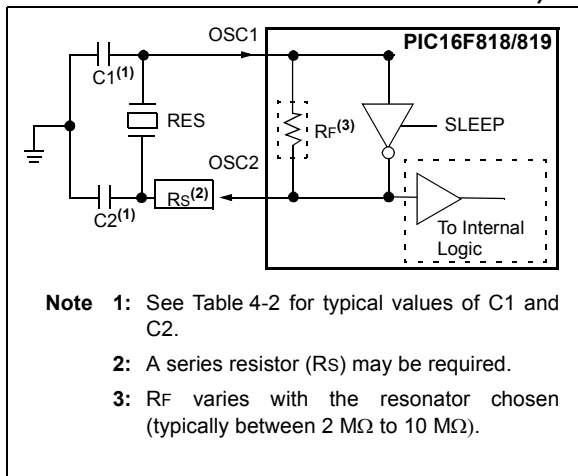 OSC1
PIC16F818/819
C1(1)
RES
RF(3)
SLEEP
OSC2
C2(1)
RS(2)
To Internal
Logic
Note 1: See Table 4-2 for typical values of C1 and
C2.
2: A series resistor (RS) may be required.
3: RF varies with the resonator chosen
(typically between 2 MΩ to 10 MΩ).